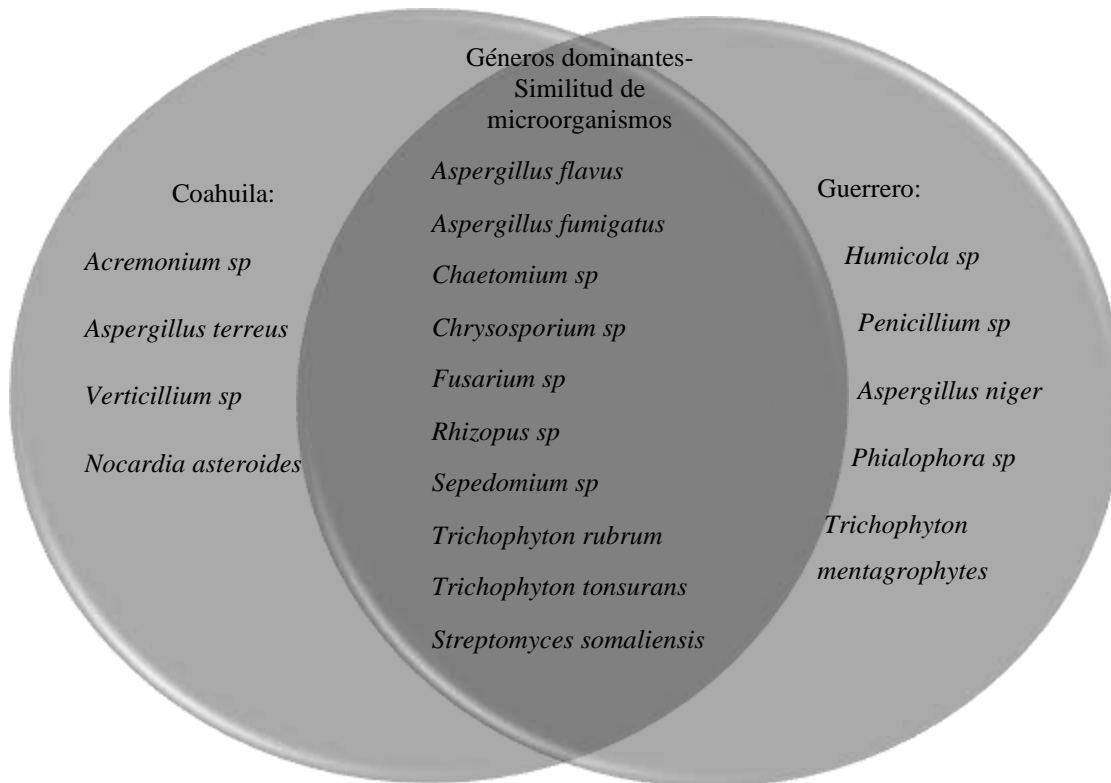 Géneros dominantes-
Similitud de
microorganismos
Coahuila:
Acremonium sp
Aspergillus terreus
Verticillium sp
Nocardia asteroides
Aspergillus flavus
Aspergillus fumigatus
Chaetomium sp
Chrysosporium sp
Fusarium sp
Rhizopus sp
Sepedomium sp
Trichophyton rubrum
Trichophyton tonsurans
Streptomyces somaliensis
Guerrero:
Humicola sp
Penicillium sp
Aspergillus niger
Phialophora sp
Trichophyton
mentagrophytes